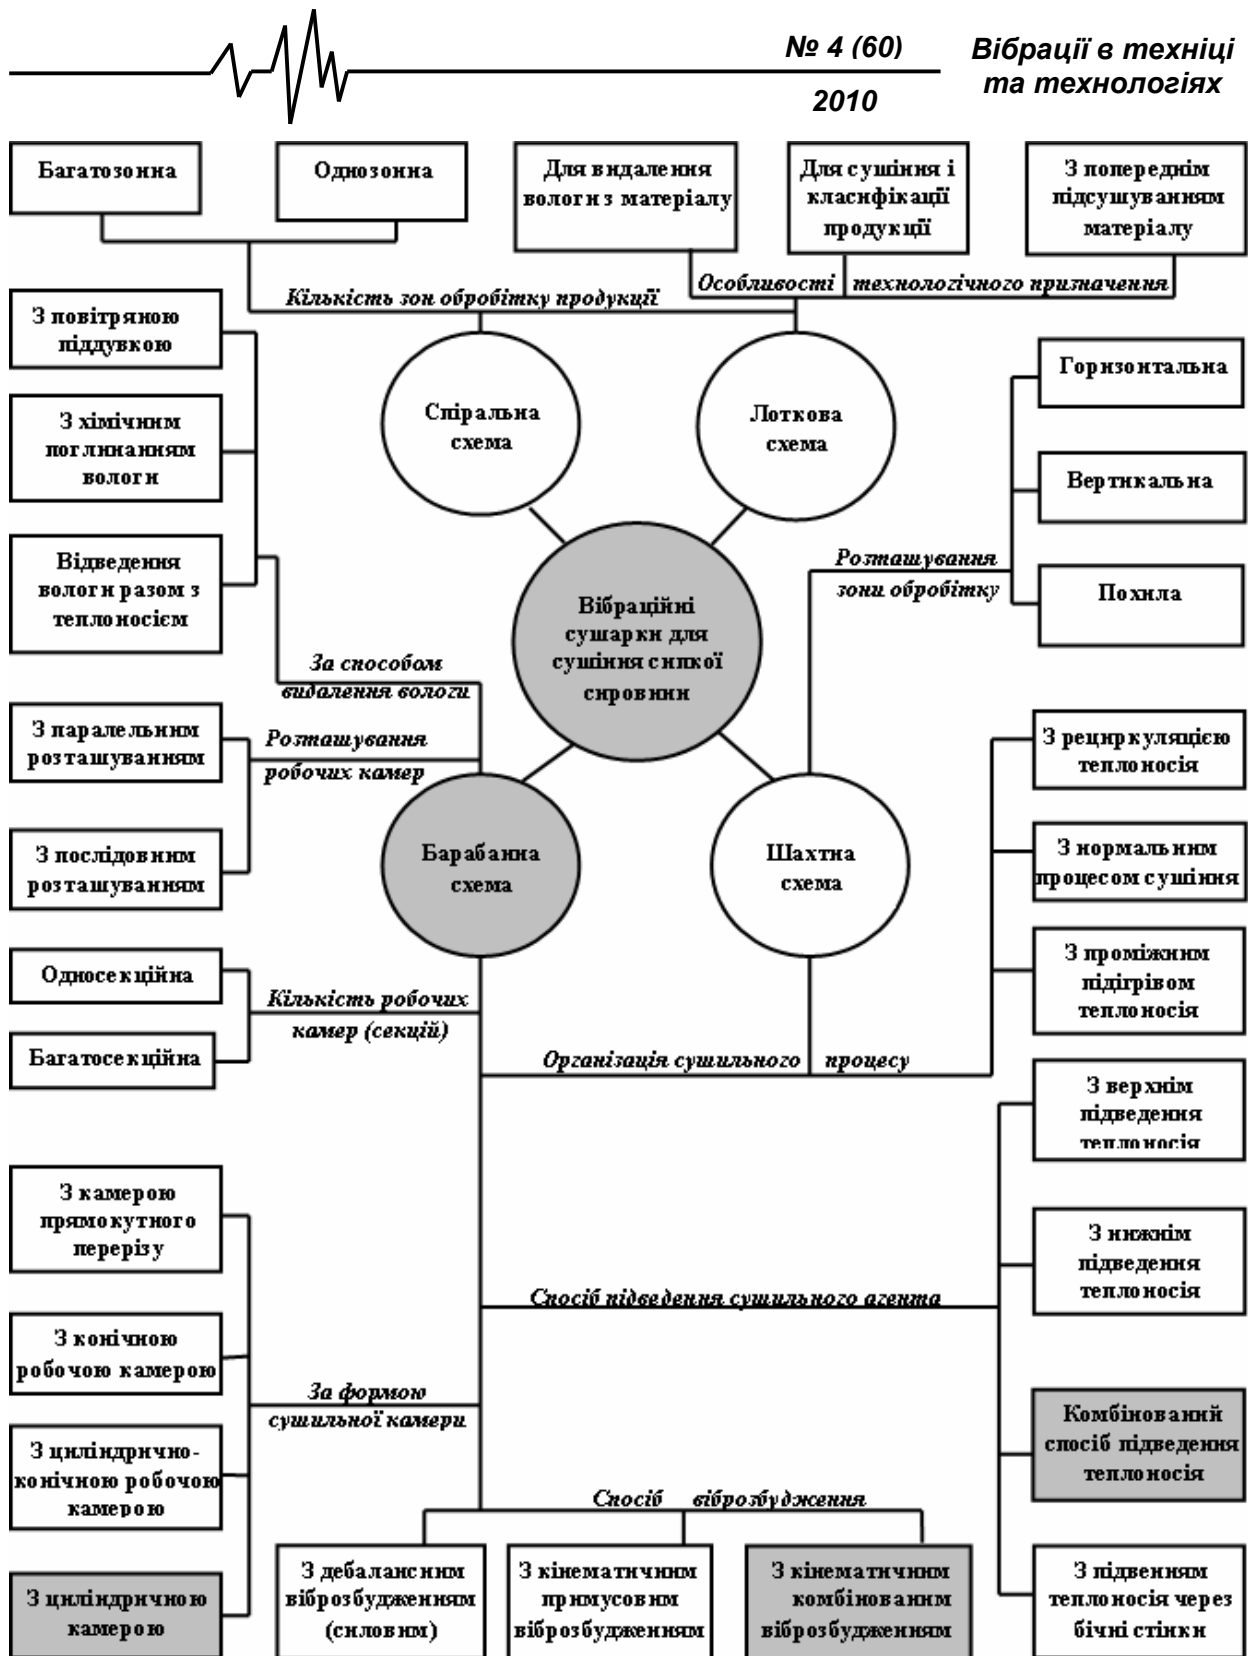 № 4 (60)
2010
Вібрації в техніці
та технологіях
Багатозонна
Однозонна
Для видалення
вологи з матеріалу
Для сушіння і
класифікації
продукції
З попереднім
підсушуванням
матеріалу
Кількість зон обробітку продукції
Особливості технологічного призначення
З повітряною
піддувкою
З хімічним
поглинанням
вологи
Відведення
вологи разом з
теплоносієм
Спіральна
схема
Лоткова
схема
Горизонтальна
Вертикальна
Похила
Розташування
зони обробітку
Вібраційні
сушарки для
сушіння сипкої
сировини
За способом
видалення вологи
З паралельним
розташуванням
Розташування
робочих камер
З послідовним
розташуванням
Барабанна
схема
Шахтна
схема
З рециркуляцією
теплоносія
З нормальним
процесом сушіння
З проміжним
підігрівом
теплоносія
Односекційна
Багатосекційна
Кількість робочих
камер (секцій)
Організація сушильного процесу
З верхнім
підведення
теплоносія
З камерою
прямокутного
перерізу
З нижнім
підведення
теплоносія
Спосіб підведення сушильного агента
З конічною
робочою камерою
За формою
сушильної камери
Комбінований
спосіб підведення
теплоносія
З циліндрично-
конічною робочою
камерою
Спосіб віброзбудження
З циліндричною
камерою
З дебалансним
віброзбудженням
(силовим)
З кінематичним
примусовим
віброзбудженням
З кінематичним
комбінованим
віброзбудженням
З підвенням
теплоносія через
бічні стінки